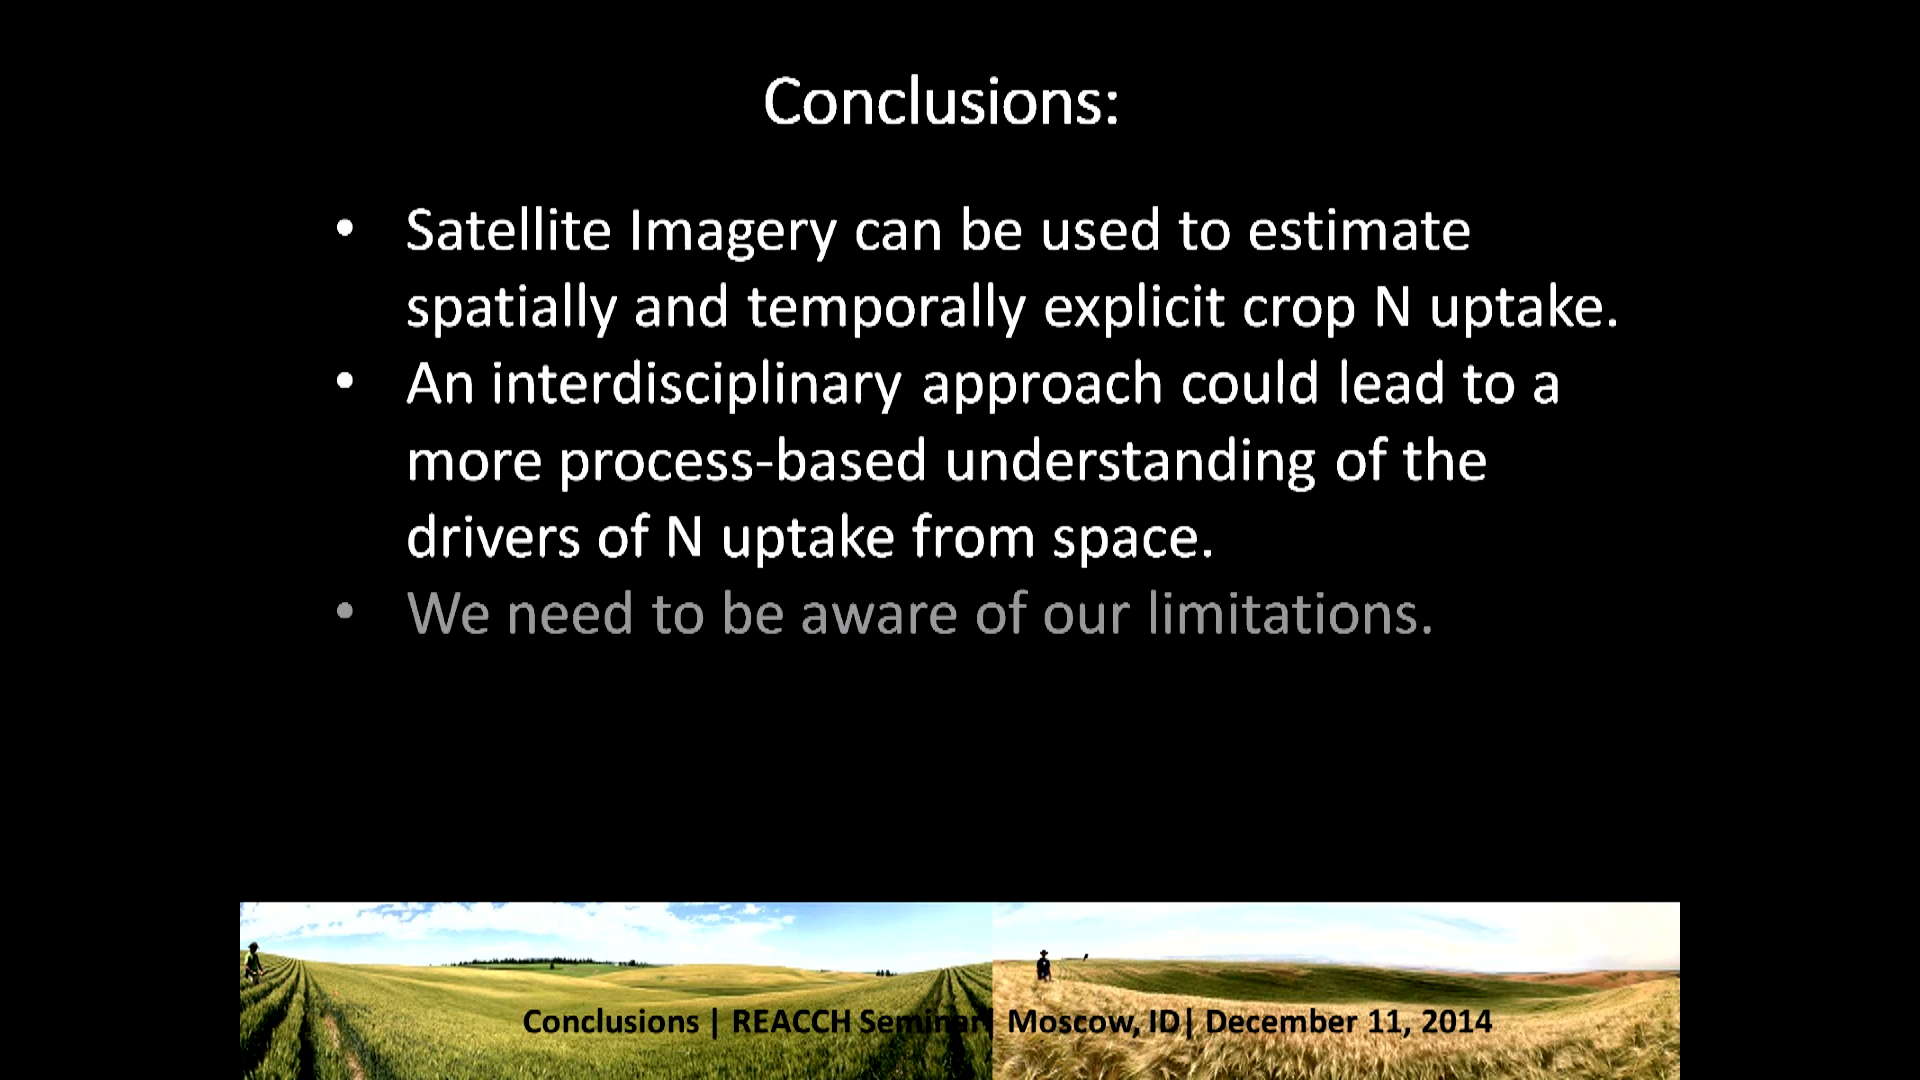 Conclusions:
• Satellite Imagery can be used to estimate
spatially and temporally explicit crop N uptake.
• An interdisciplinary approach could lead to a
more process-based understanding of the
drivers of N uptake from space.
• We need to be aware of our limitations.
Conclusions | REACCH Seminar| Moscow, ID| December 11, 2014